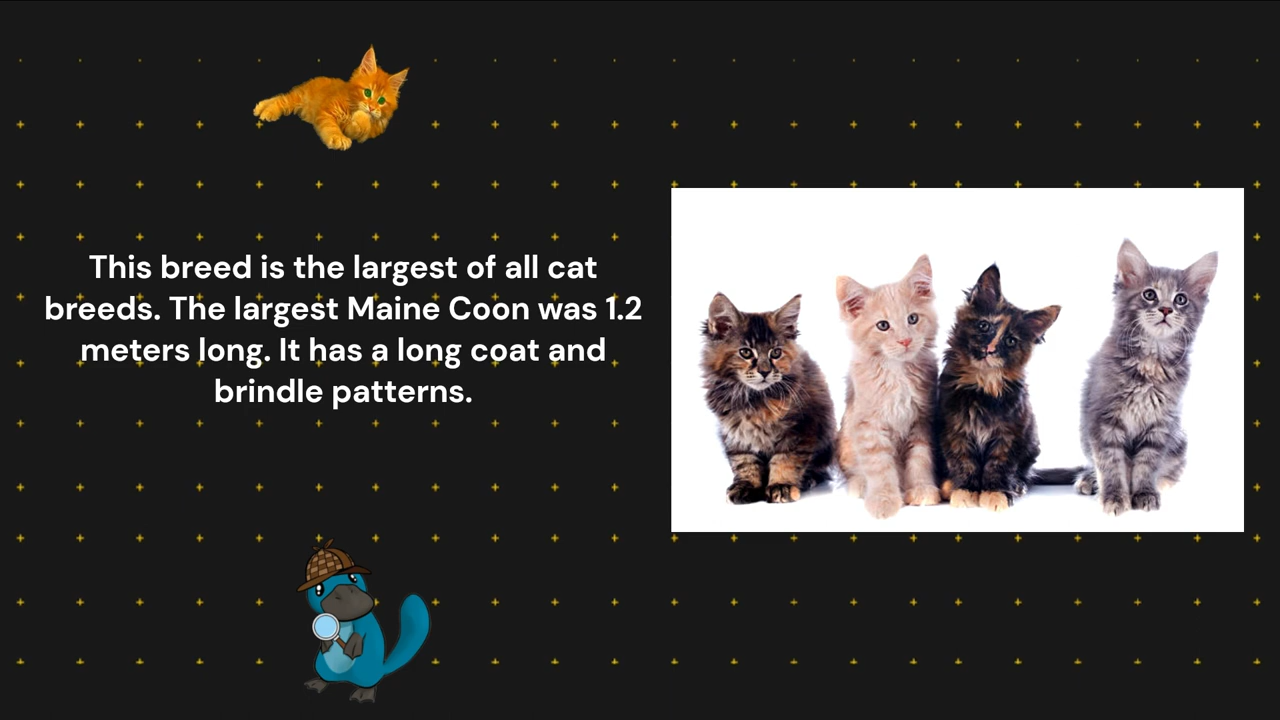 This breed is the largest of all cat
breeds. The largest Maine Coon was 1.2
meters long. It has a long coat and
brindle patterns.